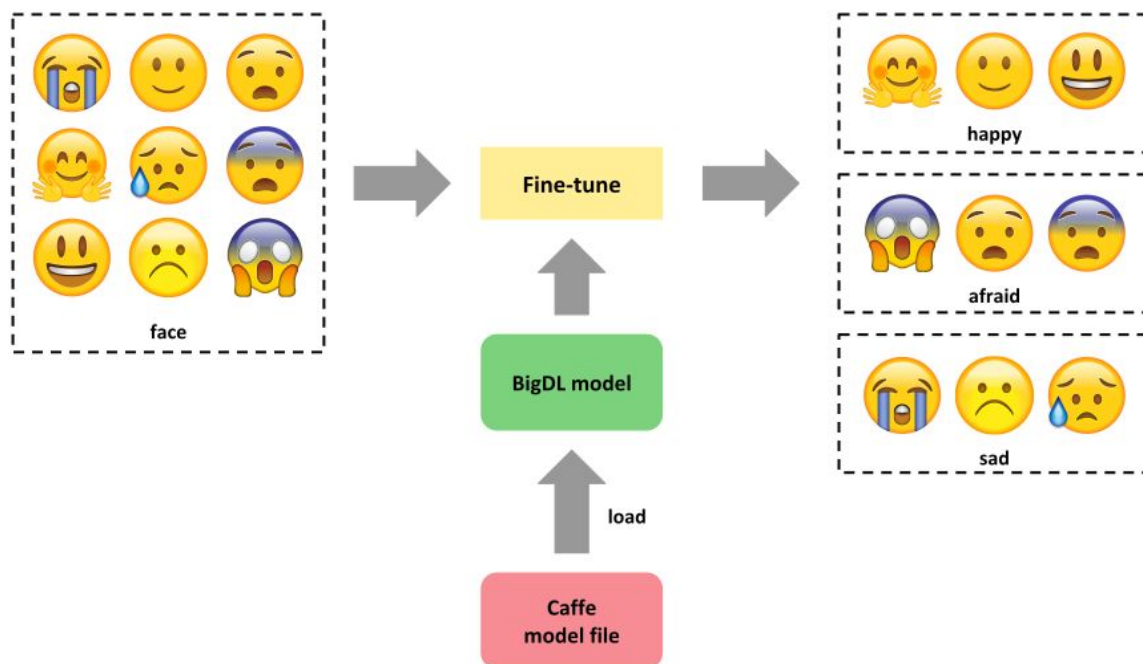 face
Fine-tune
BigDL model
load
Caffe
model file
happy
afraid
sad